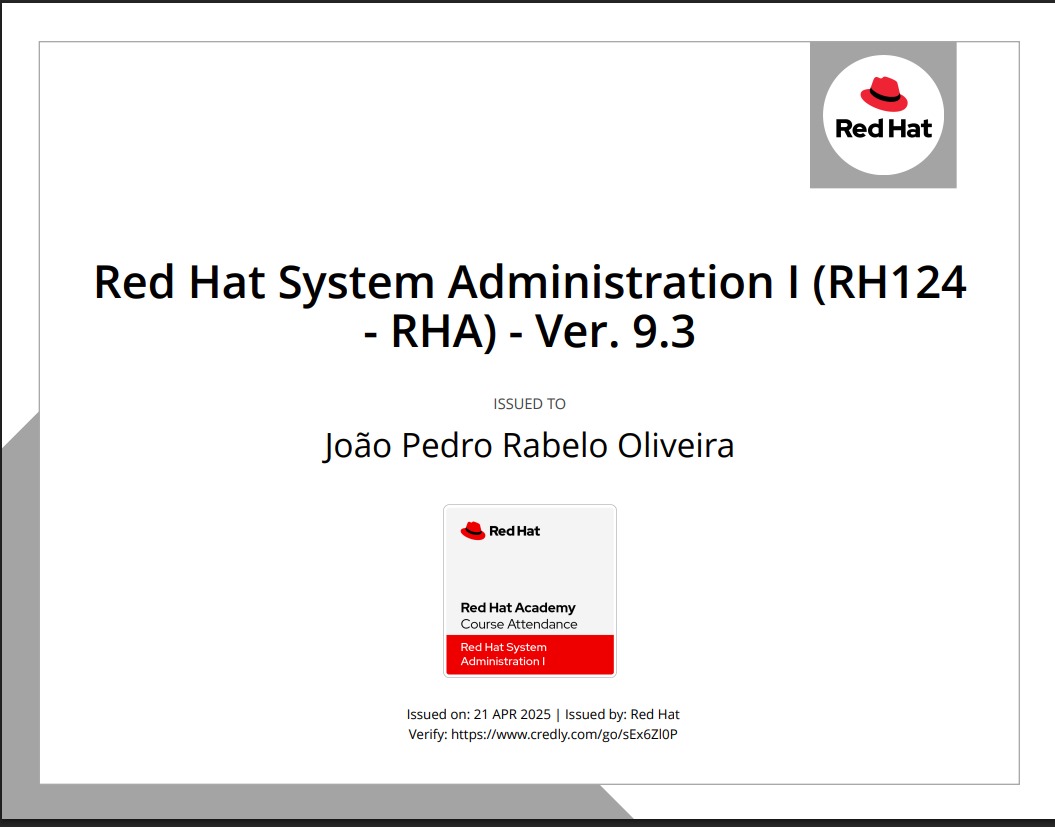 Red Hat
Red Hat System Administration I (RH124
- RHA) - Ver. 9.3
ISSUED TO
João Pedro Rabelo Oliveira
Red Hat
Red Hat Academy
Course Attendance
Red Hat System
Administration I
Issued on: 21 APR 2025 | Issued by: Red Hat
Verify: https://www.credly.com/go/sEx6Zl0P